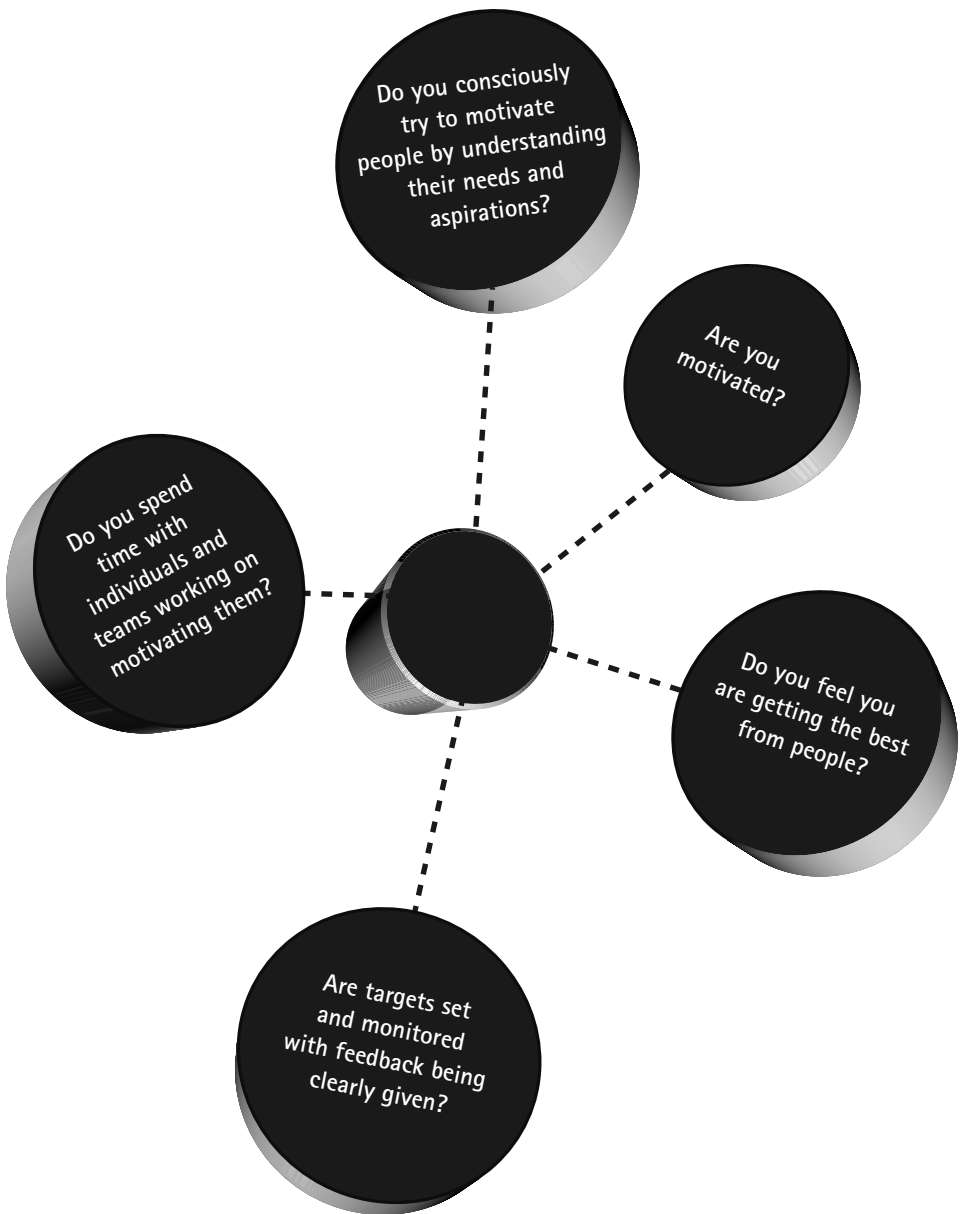 Do you consciously
try to motivate
people by understanding
their needs and
aspirations?
Are you
motivated?
Do you spend
time with
individuals and
teams working on
motivating them?
Do you feel you
are getting the best
from people?
Are targets set
and monitored
with feedback being
clearly given?